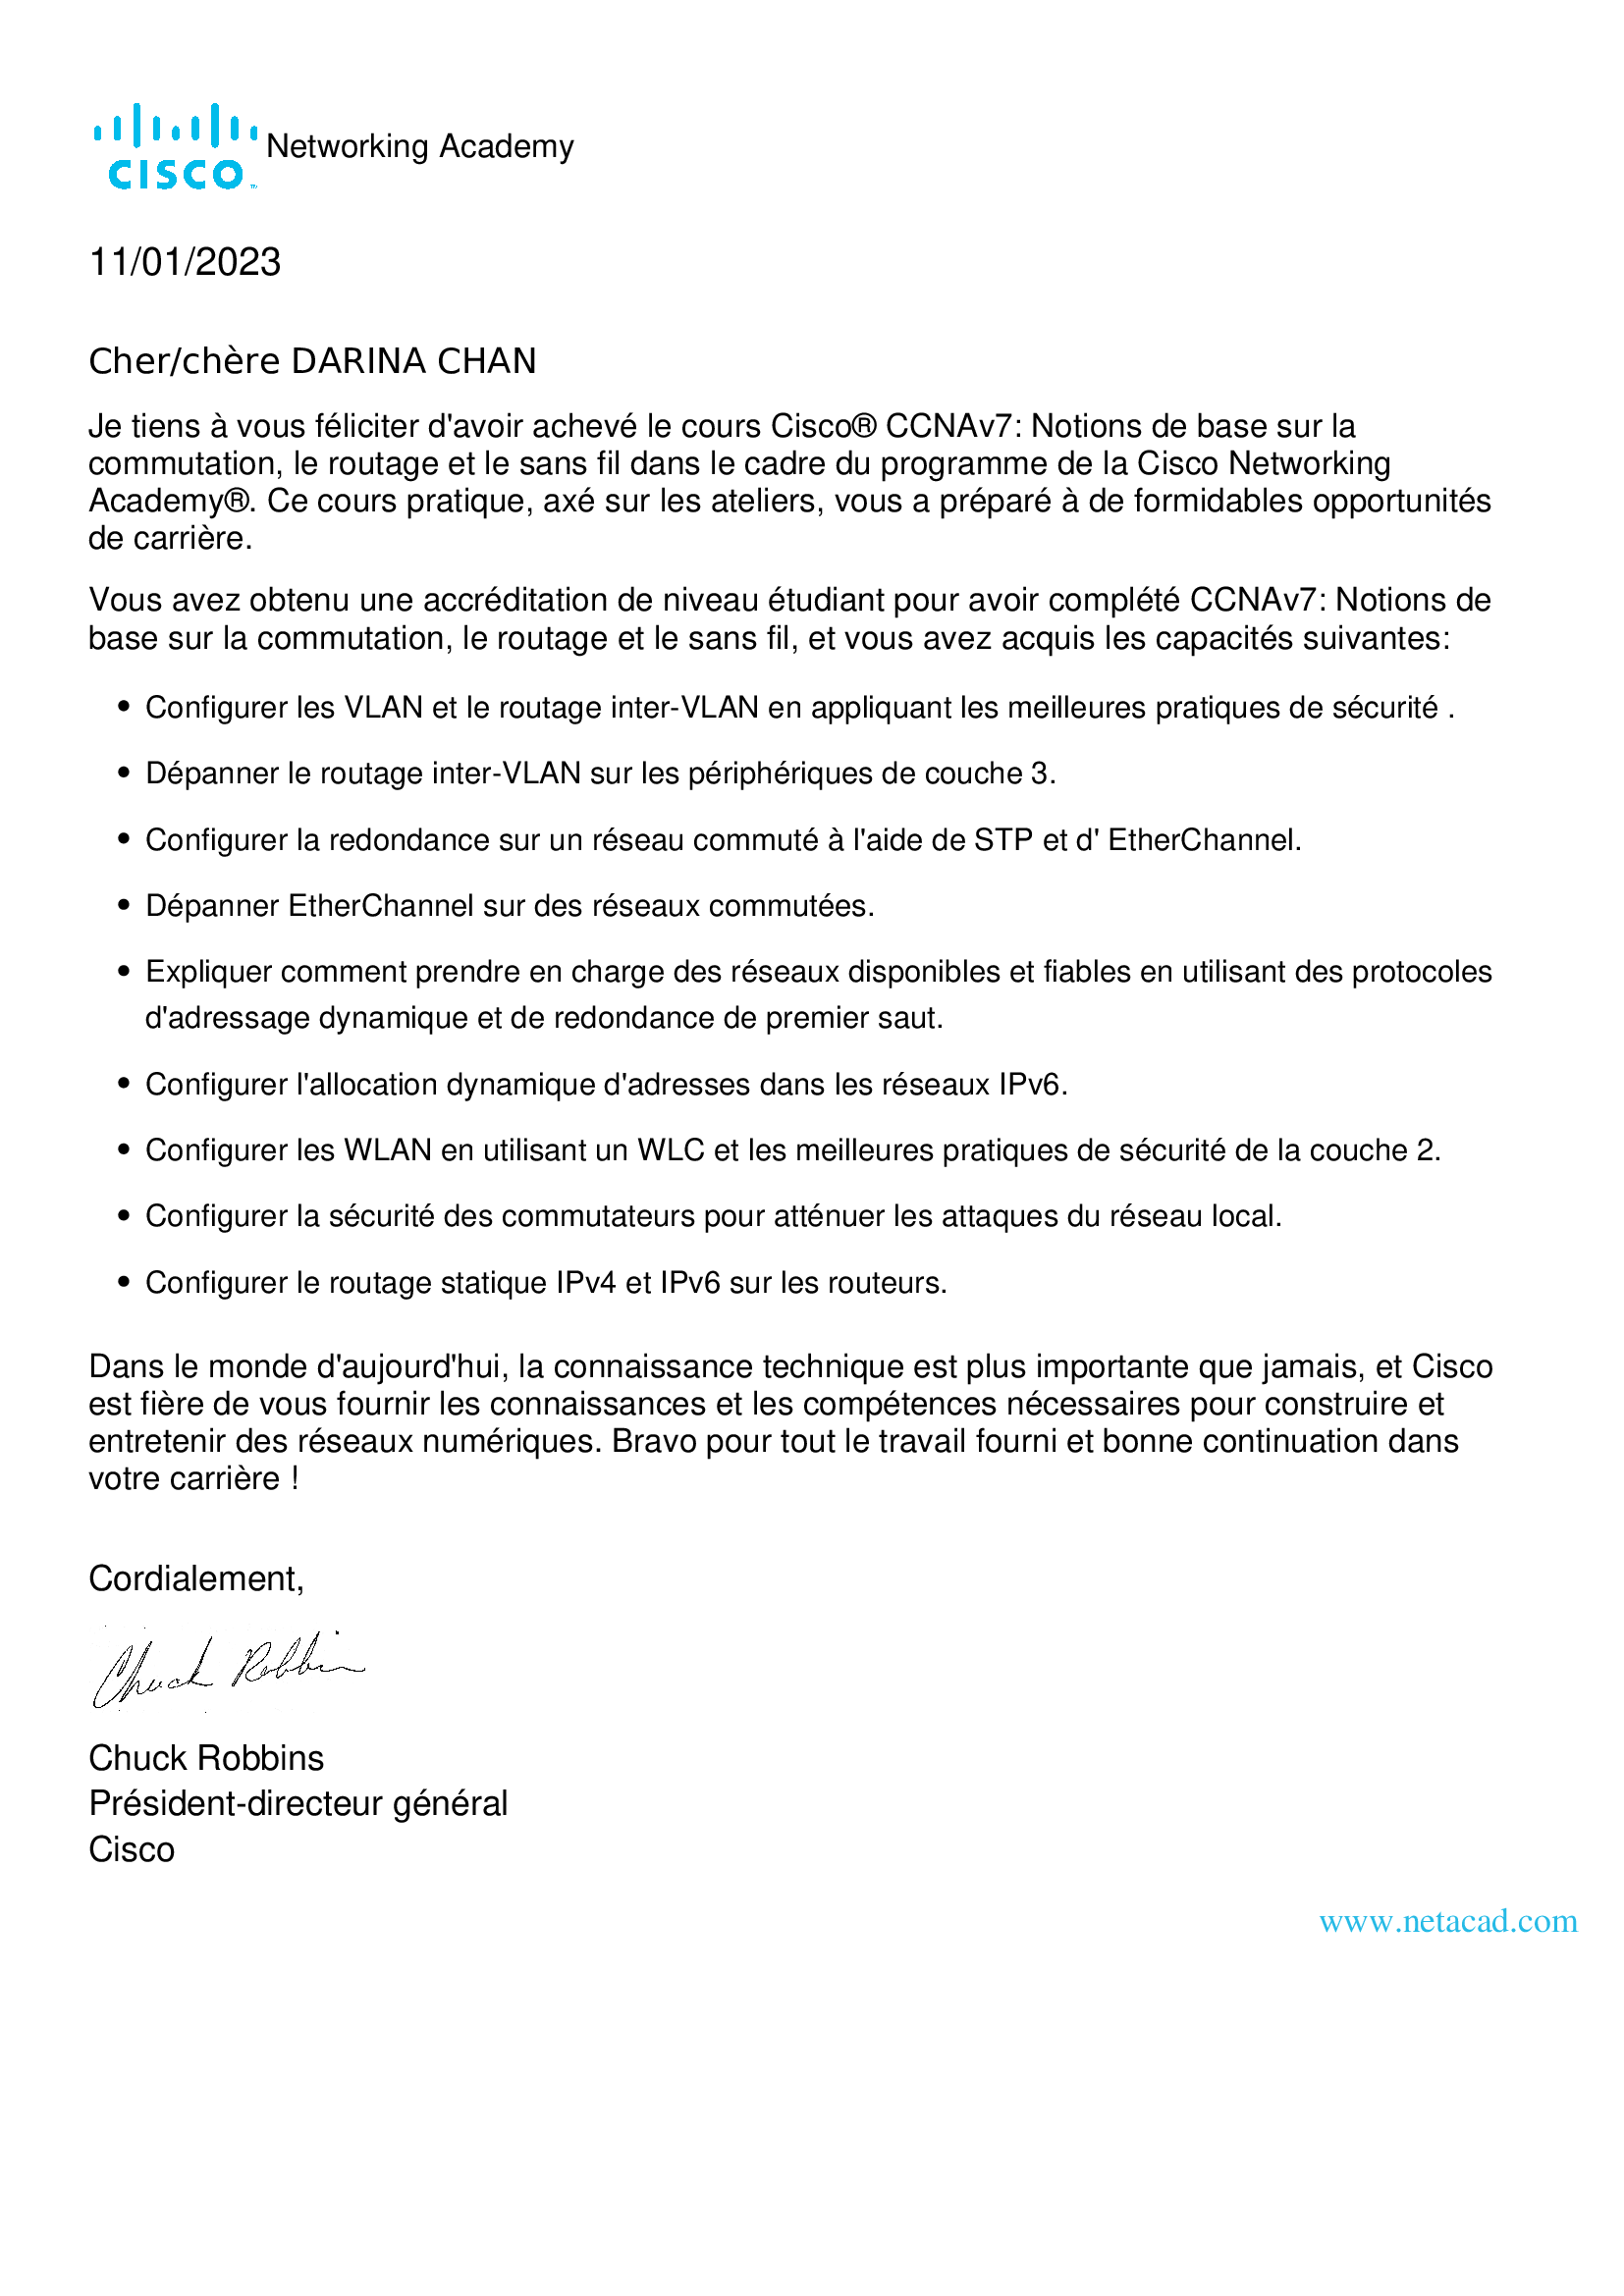 CISCO
Networking Academy
11/01/2023
Cher/chère DARINA CHAN
Je tiens à vous féliciter d'avoir achevé le cours Cisco® CCNAv7: Notions de base sur la
commutation, le routage et le sans fil dans le cadre du programme de la Cisco Networking
Academy®. Ce cours pratique, axé sur les ateliers, vous a préparé à de formidables opportunités
de carrière.
Vous avez obtenu une accréditation de niveau étudiant pour avoir complété CCNAv7: Notions de
base sur la commutation, le routage et le sans fil, et vous avez acquis les capacités suivantes:
• Configurer les VLAN et le routage inter-VLAN en appliquant les meilleures pratiques de sécurité .
• Dépanner le routage inter-VLAN sur les périphériques de couche 3.
• Configurer la redondance sur un réseau commuté à l'aide de STP et d' EtherChannel.
• Dépanner EtherChannel sur des réseaux commutées.
• Expliquer comment prendre en charge des réseaux disponibles et fiables en utilisant des protocoles
d'adressage dynamique et de redondance de premier saut.
• Configurer l'allocation dynamique d'adresses dans les réseaux IPv6.
• Configurer les WLAN en utilisant un WLC et les meilleures pratiques de sécurité de la couche 2.
• Configurer la sécurité des commutateurs pour atténuer les attaques du réseau local.
• Configurer le routage statique IPv4 et IPv6 sur les routeurs.
Dans le monde d'aujourd'hui, la connaissance technique est plus importante que jamais, et Cisco
est fière de vous fournir les connaissances et les compétences nécessaires pour construire et
entretenir des réseaux numériques. Bravo pour tout le travail fourni et bonne continuation dans
votre carrière !
Cordialement,
Chuck Robbins
Chuck Robbins
Président-directeur général
Cisco
www.netacad.com